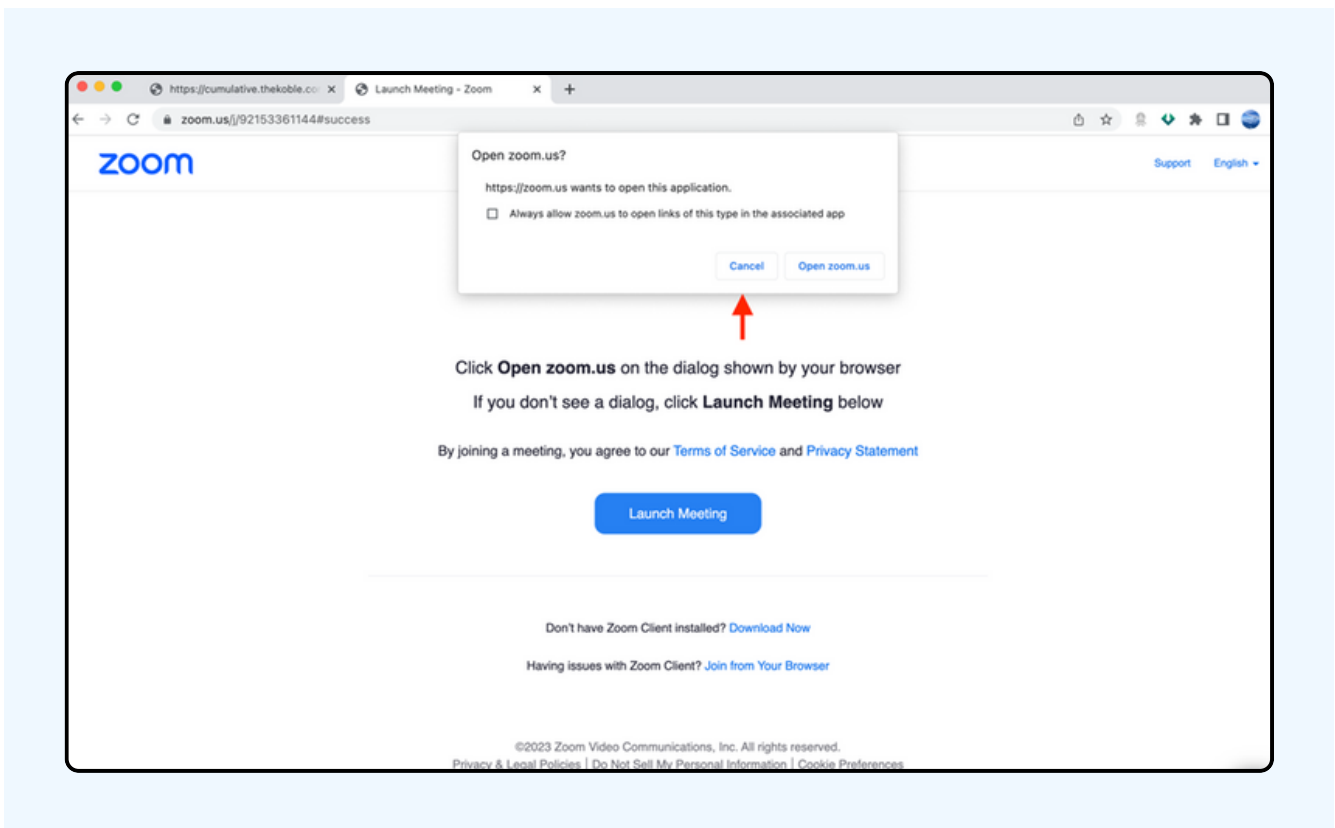 https://cumulative.thekoble.co
Launch Meeting - Zoom
zoom.us/j/92153361144#success
zoom
Support English
Open zoom.us?
https://zoom.us wants to open this application.
Always allow zoom.us to open links of this type in the associated app
Cancel Open zoom.us
Click Open zoom.us on the dialog shown by your browser
If you don't see a dialog, click Launch Meeting below
By joining a meeting, you agree to our Terms of Service and Privacy Statement
Launch Meeting
Don't have Zoom Client installed? Download Now
Having issues with Zoom Client? Join from Your Browser
©2023 Zoom Video Communications, Inc. All rights reserved.
Privacy & Legal Policies | Do Not Sell My Personal Information | Cookie Preferences